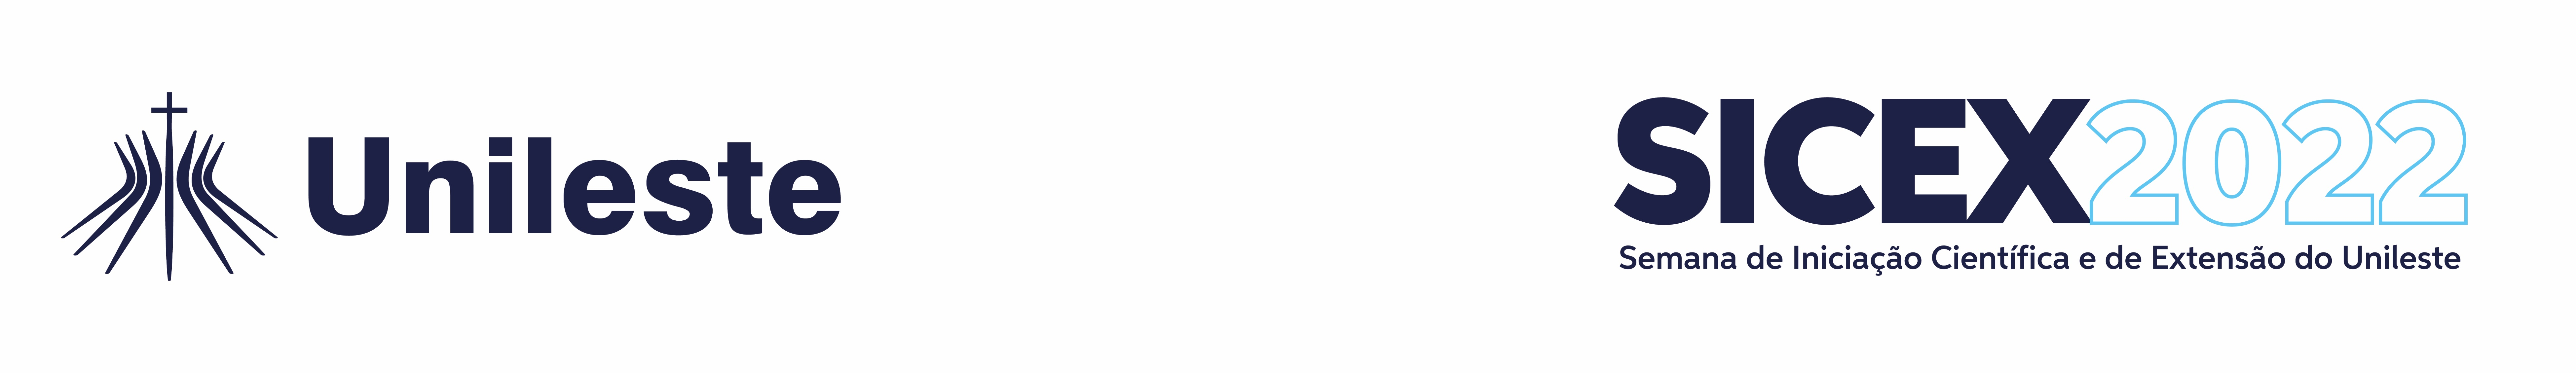 Unileste
SICEX2022
Semana de Iniciação Científica e de Extensão do Unileste